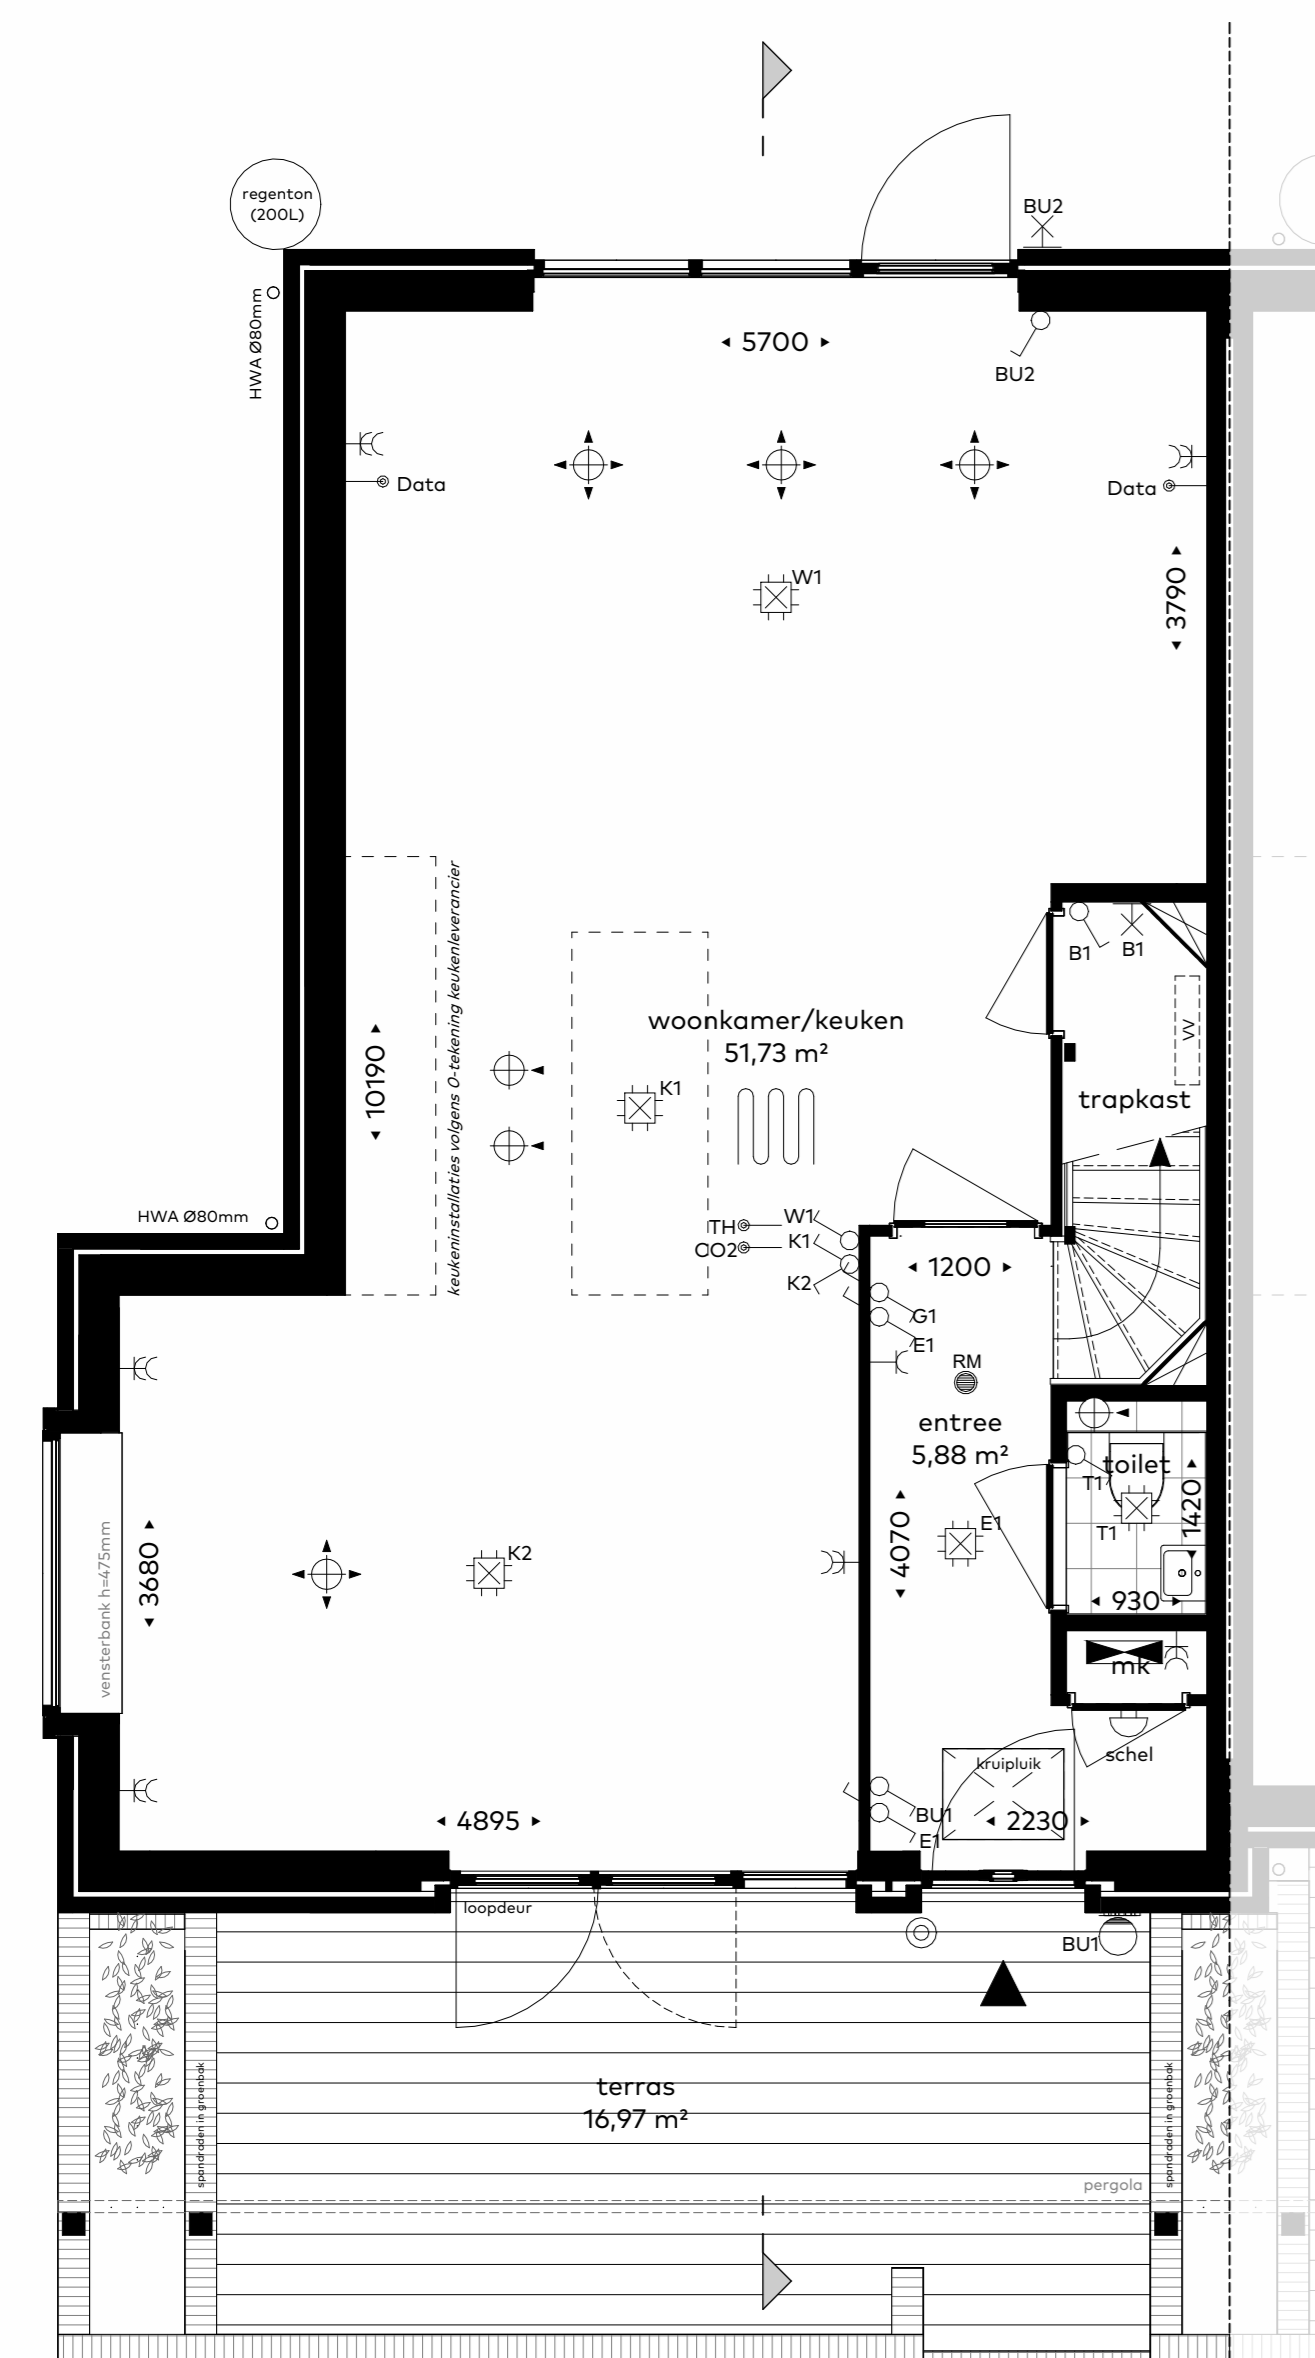 BU2
regenton
(200L)
HWA Ø80mm
5700
BU2
Data
Data
W1
3790
B1
B1
VV
woonkamer/keuken
51,73 m²
keukeninstallaties volgens 0-tekening keukenleverancier
10190
K1
trapkast
HWA Ø80mm
TH
W1
CO2
K1
K2
1200
G1
E1
RM
entree
5,88 m²
toilet
T1
T1
1420
E1
4070
930
K2
3680
vensterbank h=475mm
mk
schel
kruipluik
BU1
2230
E1
4895
loopdeur
BU1
terras
16,97 m²
spandraden in groenbak
spandraden in groenbak
pergola